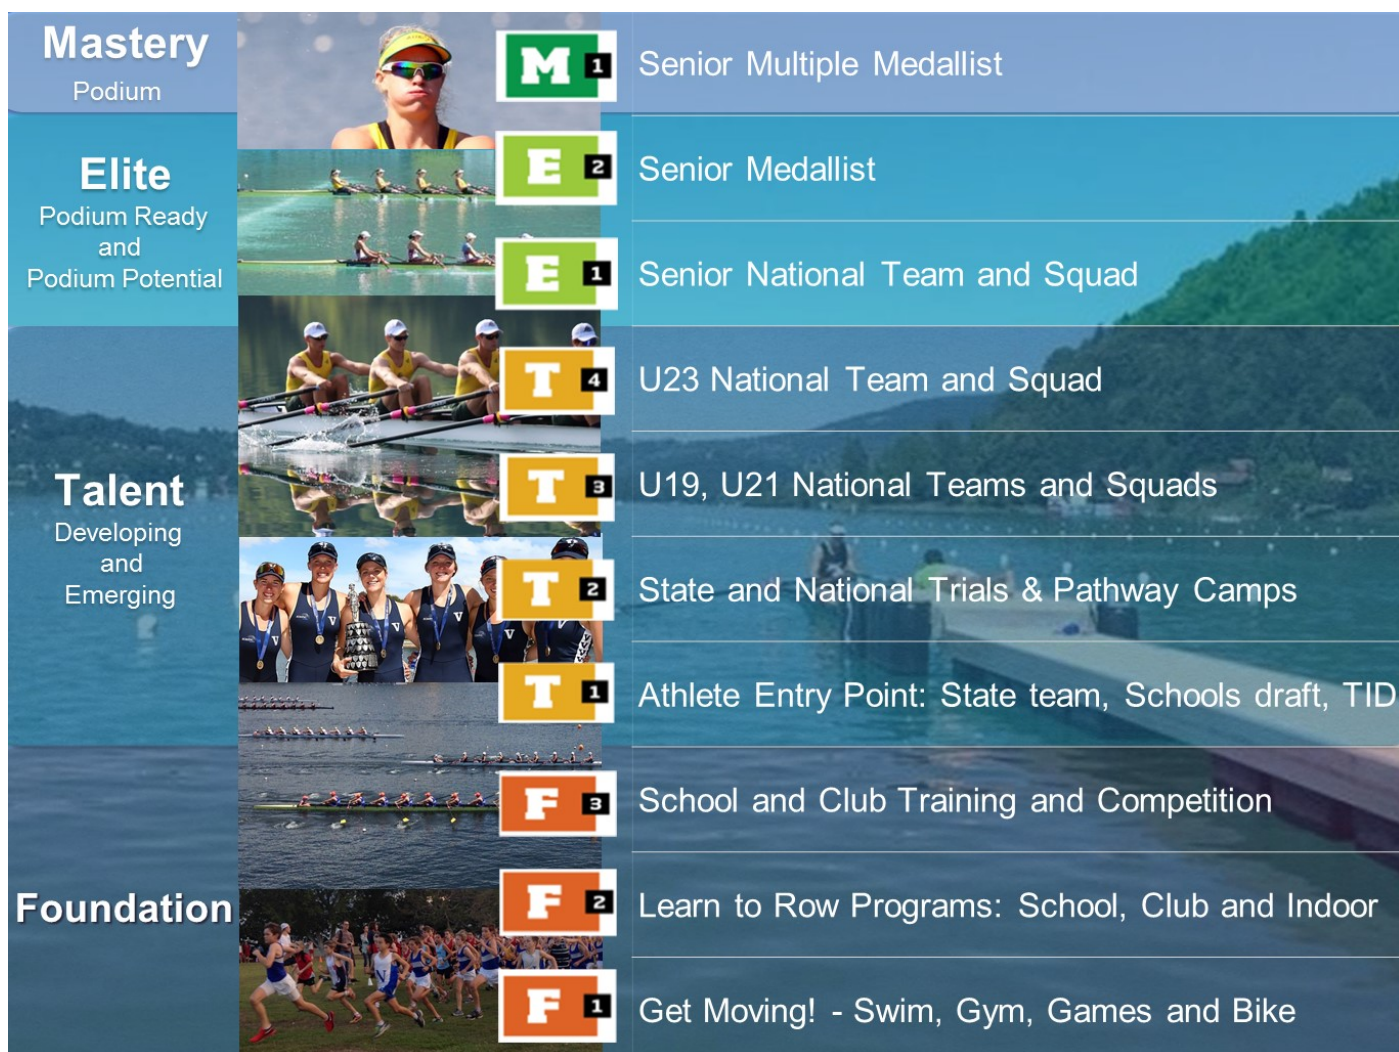 Mastery
Podium
M 1
Senior Multiple Medallist
Elite
Podium Ready
and
Podium Potential
E 2
Senior Medallist
E 1
Senior National Team and Squad
Talent
Developing
and
Emerging
T 4
U23 National Team and Squad
T 3
U19, U21 National Teams and Squads
T 2
State and National Trials & Pathway Camps
T 1
Athlete Entry Point: State team, Schools draft, TID
Foundation
F 3
School and Club Training and Competition
F 2
Learn to Row Programs: School, Club and Indoor
F 1
Get Moving! - Swim, Gym, Games and Bike
V
V
V
V